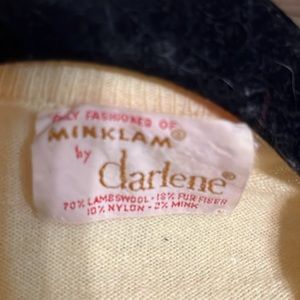 FASHIONED OF
MINKLAM®
by
darlene®
70% LAMBSWOOL • 18% FUR FIBER
10% NYLON • 2% MINK